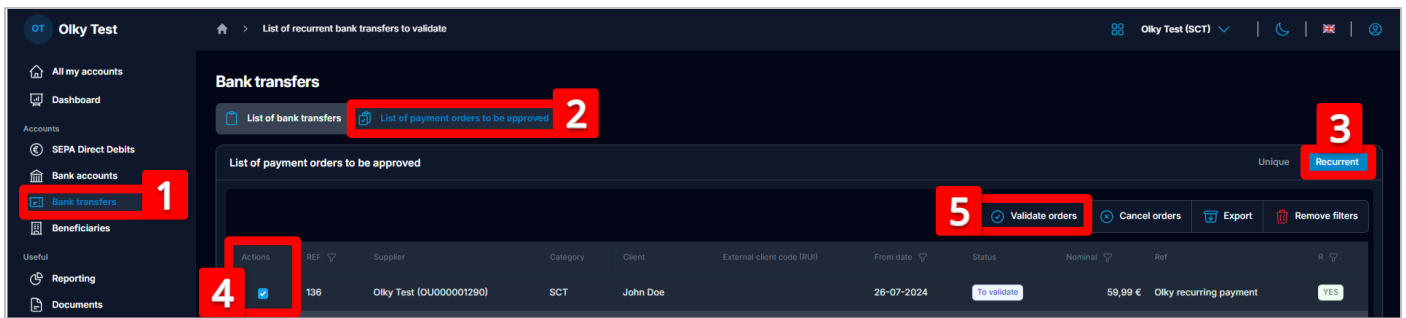 OT Olky Test > List of recurrent bank transfers to validate Olky Test (SCT)
All my accounts
Dashboard
Accounts
SEPA Direct Debits
Bank accounts
Bank transfers 1
Beneficiaries
Useful
Reporting
Documents
Bank transfers
List of bank transfers List of payment orders to be approved 2
3
List of payment orders to be approved Unique Recurrent
5 Validate orders Cancel orders Export Remove filters
Actions REF Supplier Category Client External client code (RUI) From date Status Nominal Ref R
4 136 Olky Test (OU000001290) SCT John Doe 26-07-2024 To validate 59,99 € Olky recurring payment YES